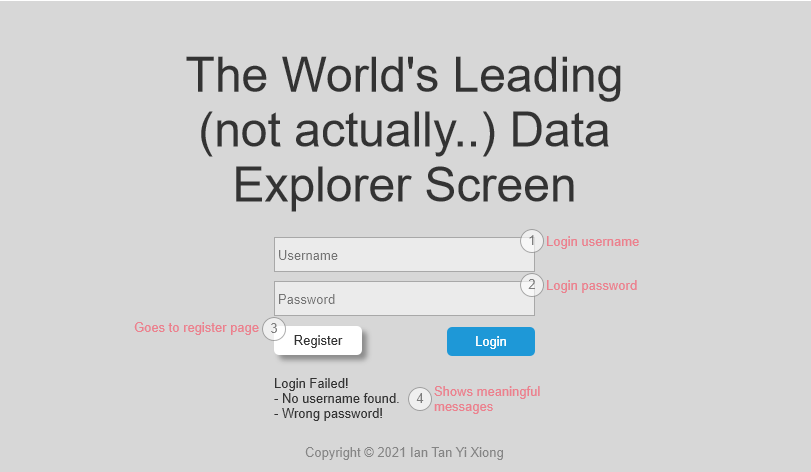 The World's Leading
(not actually..) Data
Explorer Screen
1 Login username
Username
2 Login password
Password
Goes to register page 3
Register
Login
Login Failed!
- No username found.
- Wrong password!
4 Shows meaningful
messages
Copyright © 2021 Ian Tan Yi Xiong